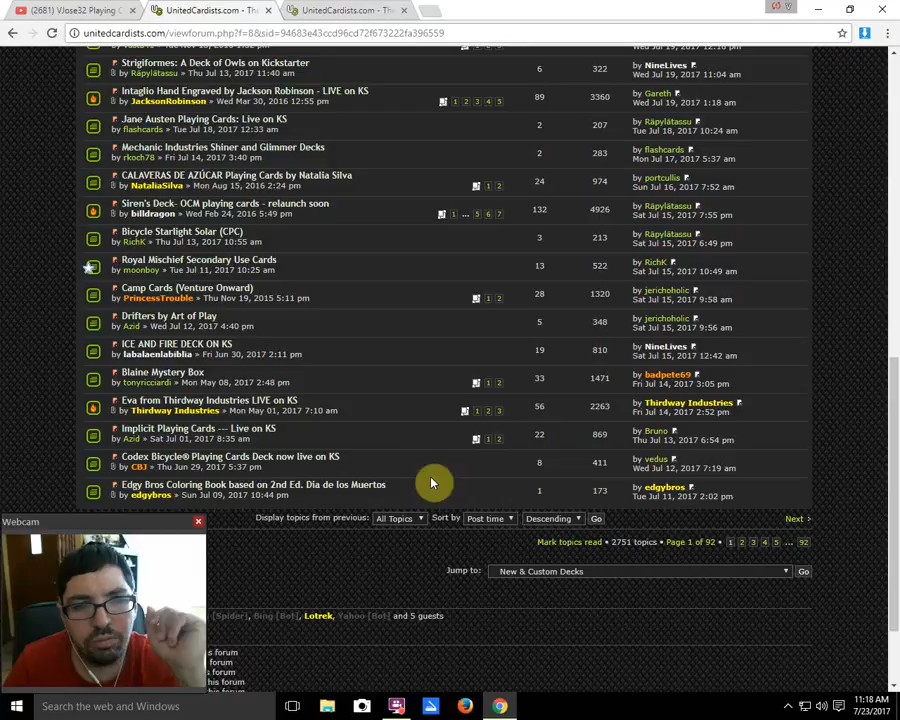 (2681) VJose32 Playing C
UnitedCardists.com - The
UnitedCardists.com - The
unitedcardists.com/viewforum.php?f=8&sid=94683e43ccd96cd72f673222fa396559
Strigiformes: A Deck of Owls on Kickstarter
by Räpylätassu » Thu Jul 13, 2017 11:40 am
6
322
by NineLives
Wed Jul 19, 2017 11:04 am
Intaglio Hand Engraved by Jackson Robinson - LIVE on KS
by JacksonRobinson » Wed Mar 30, 2016 12:55 pm
1 2 3 4 5
89
3360
by Gareth
Wed Jul 19, 2017 1:18 am
Jane Austen Playing Cards: Live on KS
by flashcards » Tue Jul 18, 2017 12:33 am
2
207
by Räpylätassu
Tue Jul 18, 2017 10:24 am
Mechanic Industries Shiner and Glimmer Decks
by rkoch78 » Fri Jul 14, 2017 3:40 pm
2
283
by flashcards
Mon Jul 17, 2017 5:37 am
CALAVERAS DE AZÚCAR Playing Cards by Natalia Silva
by NataliaSilva » Mon Aug 15, 2016 2:24 pm
1 2
24
974
by portcullis
Sun Jul 16, 2017 7:52 am
Siren's Deck- OCM playing cards - relaunch soon
by billdragon » Wed Feb 24, 2016 5:49 pm
1 ... 5 6 7
132
4926
by Räpylätassu
Sat Jul 15, 2017 7:55 pm
Bicycle Starlight Solar (CPC)
by RichK » Thu Jul 13, 2017 10:55 am
3
213
by Räpylätassu
Sat Jul 15, 2017 6:49 pm
Royal Mischief Secondary Use Cards
by moonboy » Tue Jul 11, 2017 10:25 am
13
522
by RichK
Sat Jul 15, 2017 10:49 am
Camp Cards (Venture Onward)
by PrincessTrouble » Thu Nov 19, 2015 5:11 pm
1 2
28
1320
by jerichoholic
Sat Jul 15, 2017 9:58 am
Drifters by Art of Play
by Azid » Wed Jul 12, 2017 4:40 pm
5
348
by jerichoholic
Sat Jul 15, 2017 9:56 am
ICE AND FIRE DECK ON KS
by labalaenlabiblia » Fri Jun 30, 2017 2:11 pm
19
810
by NineLives
Sat Jul 15, 2017 12:42 am
Blaine Mystery Box
by tonyricciardi » Mon May 08, 2017 2:48 pm
1 2
33
1471
by badpete69
Fri Jul 14, 2017 3:05 pm
Eva from Thirdway Industries LIVE on KS
by Thirdway Industries » Mon May 01, 2017 7:10 am
1 2 3
56
2263
by Thirdway Industries
Fri Jul 14, 2017 2:52 pm
Implicit Playing Cards --- Live on KS
by Azid » Sat Jul 01, 2017 8:35 am
1 2
22
869
by Bruno
Thu Jul 13, 2017 6:54 pm
Codex Bicycle® Playing Cards Deck now live on KS
by CBJ » Thu Jun 29, 2017 5:37 pm
8
411
by vedus
Wed Jul 12, 2017 7:19 am
Edgy Bros Coloring Book based on 2nd Ed. Dia de los Muertos
by edgybros » Sun Jul 09, 2017 10:44 pm
1
173
by edgybros
Tue Jul 11, 2017 2:02 pm
Display topics from previous: All Topics Sort by Post time Descending Go
Next >
Mark topics read • 2751 topics • Page 1 of 92 • 1 2 3 4 5 ... 92
Jump to: New & Custom Decks Go
Webcam
[Spider], Bing [Bot], Lotrek, Yahoo [Bot] and 5 guests
s forum
forum
his forum
this forum
his forum
Search the web and Windows
11:18 AM
7/23/2017